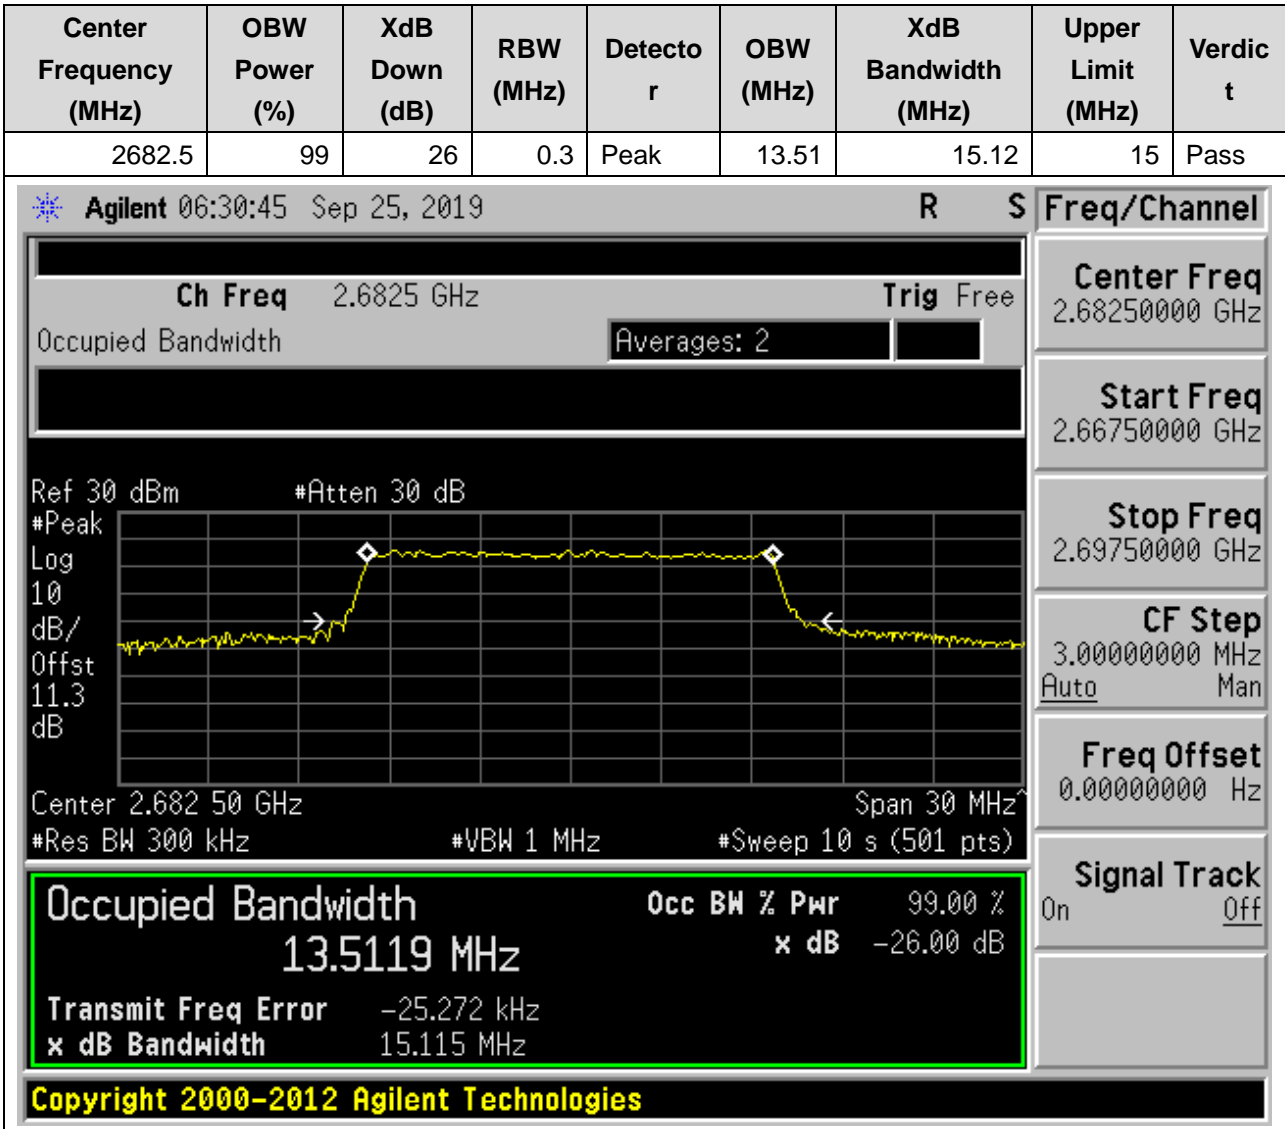 Center Frequency (MHz) OBW Power (%) XdB Down (dB) RBW (MHz) Detecto r OBW (MHz) XdB Bandwidth (MHz) Upper Limit (MHz) Verdic t
2682.5 99 26 0.3 Peak 13.51 15.12 15 Pass
Agilent 06:30:45 Sep 25, 2019 R S Freq/Channel
Ch Freq 2.6825 GHz Trig Free
Occupied Bandwidth Averages: 2
Center Freq
2.68250000 GHz
Start Freq
2.66750000 GHz
Stop Freq
2.69750000 GHz
CF Step
3.00000000 MHz
Auto Man
Freq Offset
0.00000000 Hz
Signal Track
On Off
Ref 30 dBm #Atten 30 dB
#Peak
Log
10
dB/
Offst
11.3
dB
Center 2.682 50 GHz Span 30 MHz^
#Res BW 300 kHz #VBW 1 MHz #Sweep 10 s (501 pts)
Occupied Bandwidth Occ BW % Pwr 99.00 %
13.5119 MHz x dB -26.00 dB
Transmit Freq Error -25.272 kHz
x dB Bandwidth 15.115 MHz
Copyright 2000-2012 Agilent Technologies